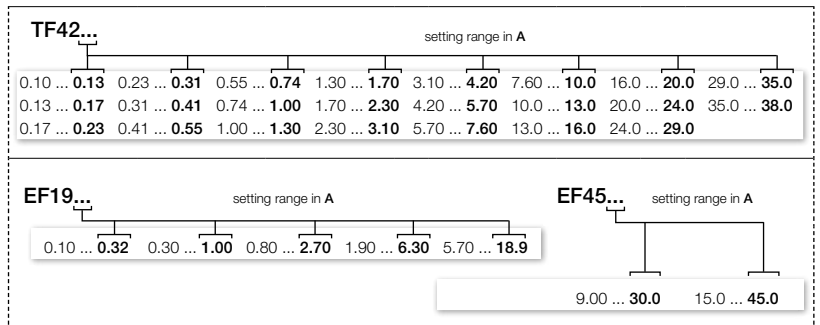 TF42...
setting range in A
0.10 ... 0.13 0.23 ... 0.31 0.55 ... 0.74 1.30 ... 1.70 3.10 ... 4.20 7.60 ... 10.0 16.0 ... 20.0 29.0 ... 35.0
0.13 ... 0.17 0.31 ... 0.41 0.74 ... 1.00 1.70 ... 2.30 4.20 ... 5.70 10.0 ... 13.0 20.0 ... 24.0 35.0 ... 38.0
0.17 ... 0.23 0.41 ... 0.55 1.00 ... 1.30 2.30 ... 3.10 5.70 ... 7.60 13.0 ... 16.0 24.0 ... 29.0
EF19...
setting range in A
0.10 ... 0.32 0.30 ... 1.00 0.80 ... 2.70 1.90 ... 6.30 5.70 ... 18.9
EF45...
setting range in A
9.00 ... 30.0 15.0 ... 45.0